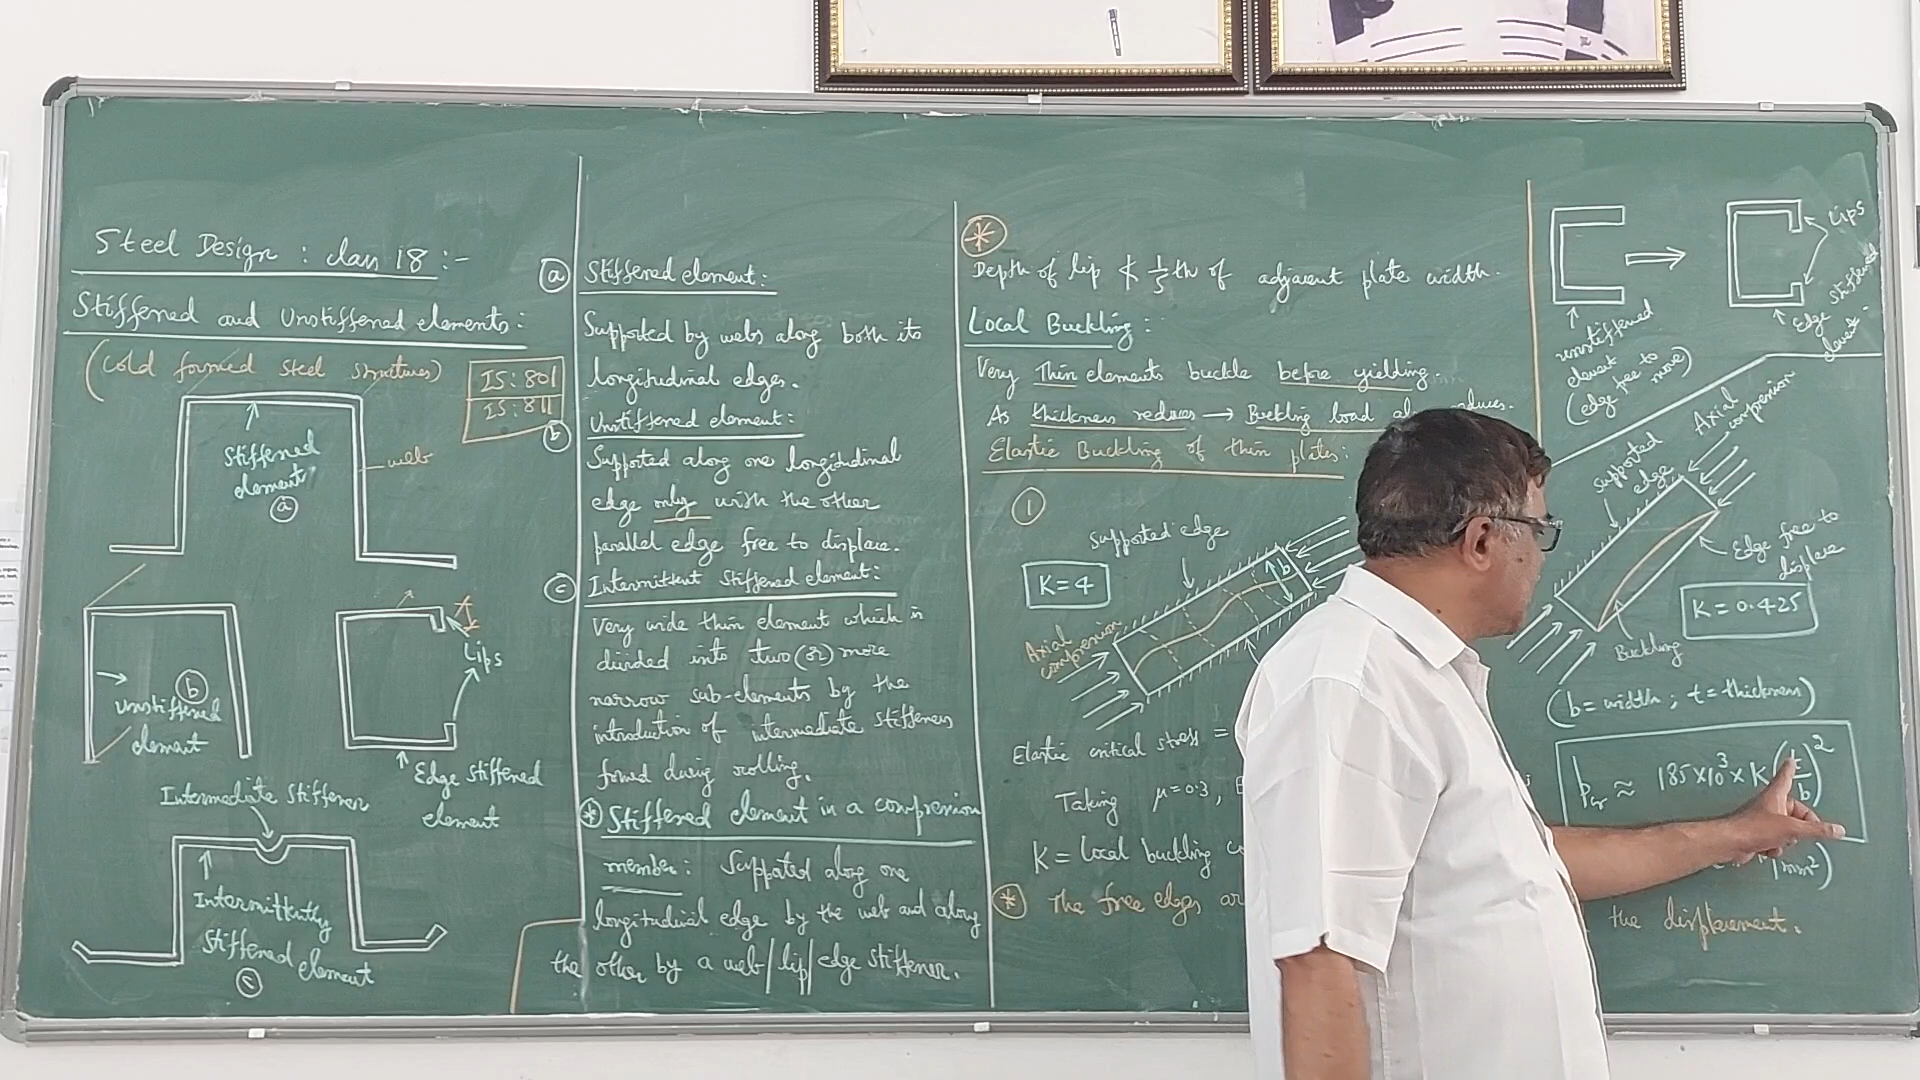 Steel Design : class 18 :-
Stiffened and Unstiffened elements :
(Cold formed steel structures)
IS: 801
IS: 811
Stiffened
element
(a)
web
(b)
Unstiffened
element
Lips
Edge stiffened
element
Intermediate Stiffener
Intermittently
Stiffened element
(c)
(a) Stiffened element :
Supported by webs along both its
longitudinal edges.
(b) Unstiffened element :
Supported along one longitudinal
edge only with the other
parallel edge free to displace.
(c) Intermittent stiffened element :
Very wide thin element which is
divided into two (or) more
narrow sub-elements by the
introduction of intermediate stiffeners
formed during rolling.
* Stiffened element in a compression
member : Supported along one
longitudinal edge by the web and along
the other by a web/lip/edge stiffener.
*
Depth of lip ≮ 1/5 th of adjacent plate width.
Local Buckling :
Very thin elements buckle before yielding.
As thickness reduces → Buckling load
Elastic Buckling of thin plates :
1
Supported edge
K = 4
b
Axial
compression
Elastic critical stress =
Taking μ = 0.3,
K = Local buckling
* The free edges
the displacement.
Lips
unstiffened
element
(edge free to
move)
Edge
stiffened
element
Axial
compression
Supported
edge
Edge free to
displace
K = 0.425
Buckling
(b = width ; t = thickness)
pcr ≈ 185 × 10³ × K (t/b)²